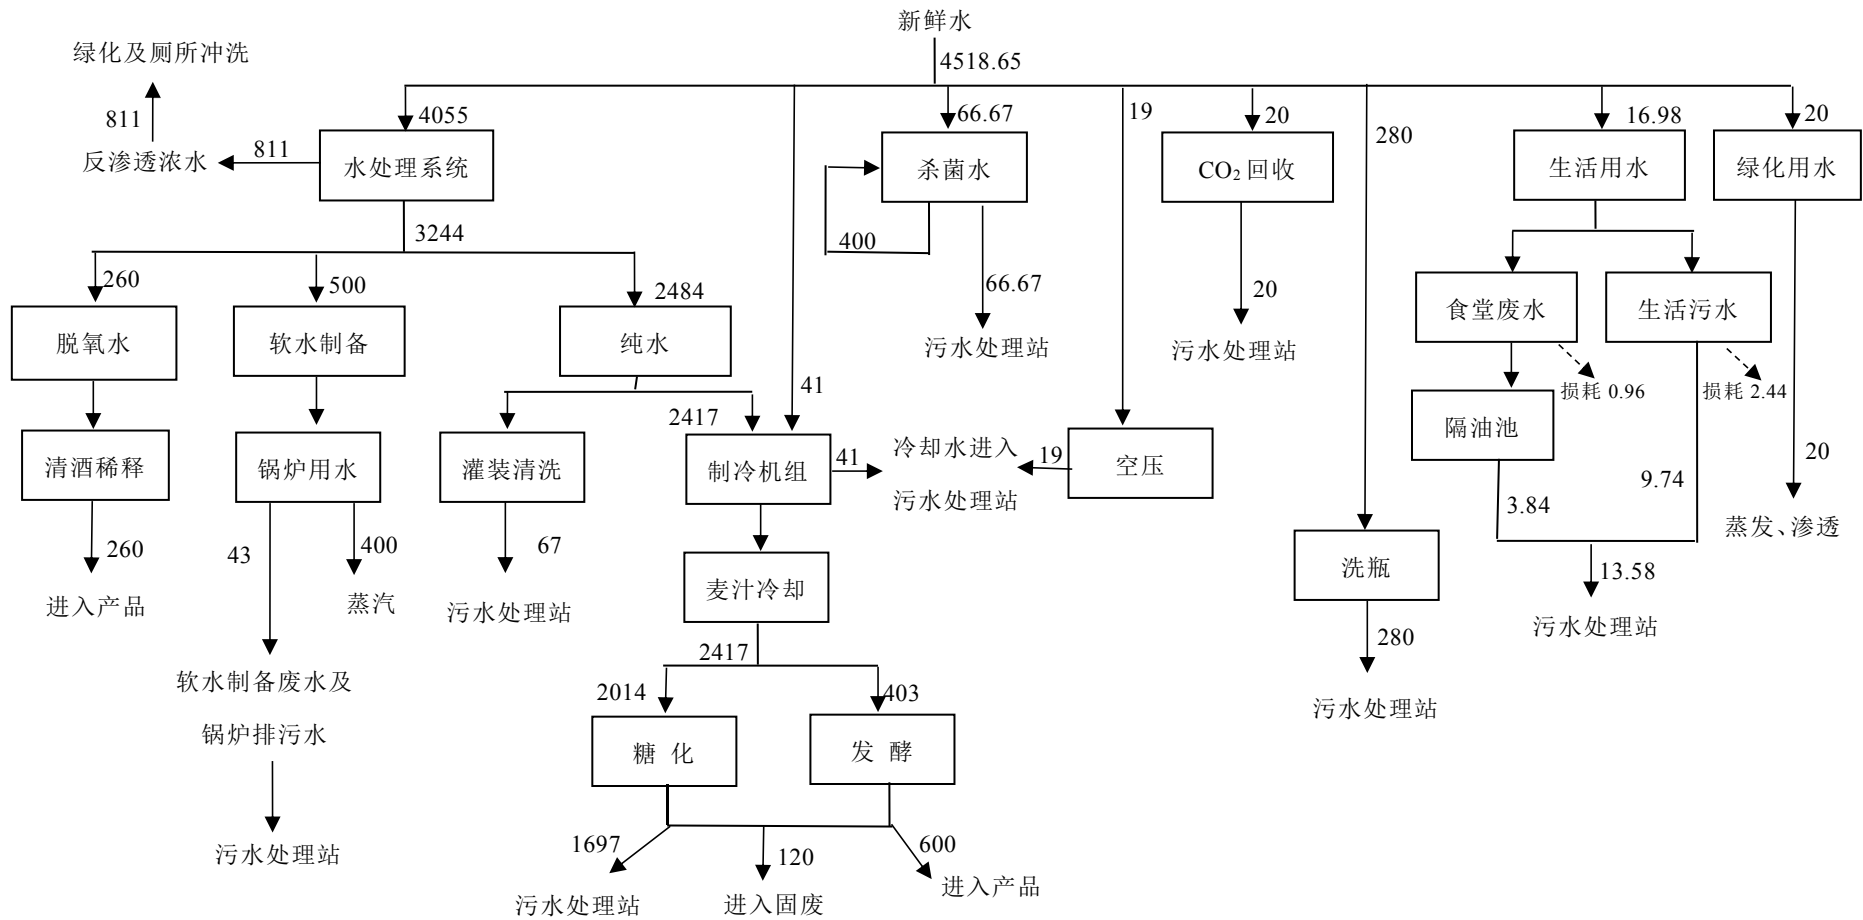 新鲜水
4518.65
绿化及厕所冲洗
811
反渗透浓水
811
4055
水处理系统
3244
66.67
杀菌水
400
66.67
污水处理站
19
20
CO₂回收
20
污水处理站
280
16.98
生活用水
20
绿化用水
260
脱氧水
清酒稀释
260
进入产品
500
软水制备
锅炉用水
43
400
蒸汽
软水制备废水及
锅炉排污水
污水处理站
2484
纯水
灌装清洗
67
污水处理站
2417
41
制冷机组
41
冷却水进入
污水处理站
19
空压
麦汁冷却
2417
2014
403
糖 化
发 酵
1697
污水处理站
120
进入固废
600
进入产品
洗瓶
280
污水处理站
食堂废水
生活污水
损耗 0.96
损耗 2.44
隔油池
3.84
9.74
13.58
污水处理站
20
蒸发、渗透